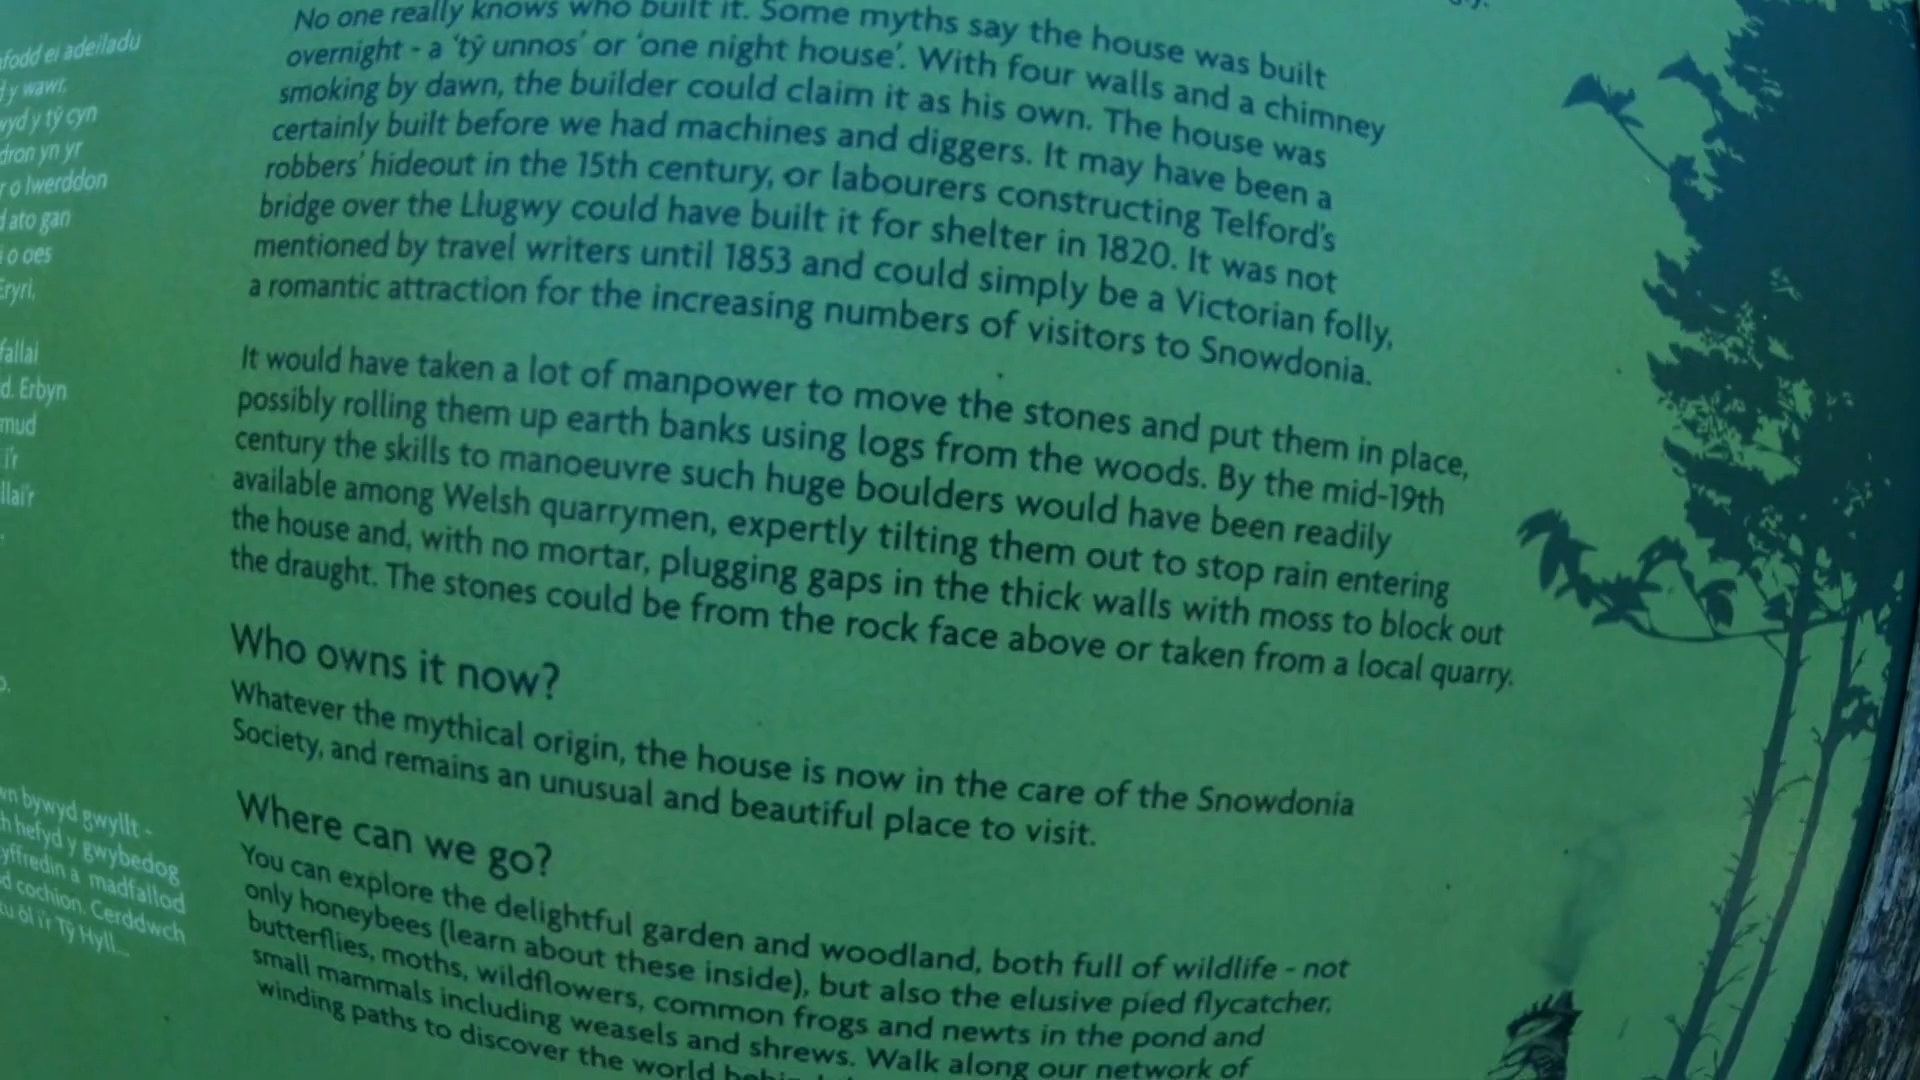 fodd ei adeiladu
d y wawr.
wyd y tŷ cyn
dron yn yr
r o Iwerddon
d ato gan
i o oes
Eryri.
fallai
d. Erbyn
mud
i'r
llai'r
wn bywyd gwyllt -
h hefyd y gwybedog
yffredin a madfallod
d cochion. Cerddwch
tu ôl i'r Tŷ Hyll...
No one really knows who built it. Some myths say the house was built
overnight - a 'tŷ unnos' or 'one night house'. With four walls and a chimney
smoking by dawn, the builder could claim it as his own. The house was
certainly built before we had machines and diggers. It may have been a
robbers' hideout in the 15th century, or labourers constructing Telford's
bridge over the Llugwy could have built it for shelter in 1820. It was not
mentioned by travel writers until 1853 and could simply be a Victorian folly,
a romantic attraction for the increasing numbers of visitors to Snowdonia.
It would have taken a lot of manpower to move the stones and put them in place,
possibly rolling them up earth banks using logs from the woods. By the mid-19th
century the skills to manoeuvre such huge boulders would have been readily
available among Welsh quarrymen, expertly tilting them out to stop rain entering
the house and, with no mortar, plugging gaps in the thick walls with moss to block out
the draught. The stones could be from the rock face above or taken from a local quarry.
Who owns it now?
Whatever the mythical origin, the house is now in the care of the Snowdonia
Society, and remains an unusual and beautiful place to visit.
Where can we go?
You can explore the delightful garden and woodland, both full of wildlife - not
only honeybees (learn about these inside), but also the elusive pied flycatcher,
butterflies, moths, wildflowers, common frogs and newts in the pond and
small mammals including weasels and shrews. Walk along our network of
winding paths to discover the world